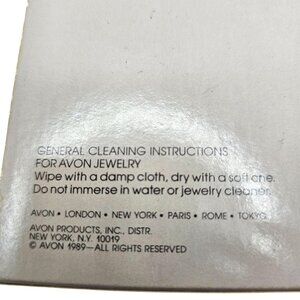 GENERAL CLEANING INSTRUCTIONS
FOR AVON JEWELRY
Wipe with a damp cloth, dry with a soft one.
Do not immerse in water or jewelry cleaner.
AVON • LONDON • NEW YORK • PARIS • ROME • TOKYO
AVON PRODUCTS, INC., DISTR.
NEW YORK, N.Y. 10019
© AVON 1989—ALL RIGHTS RESERVED